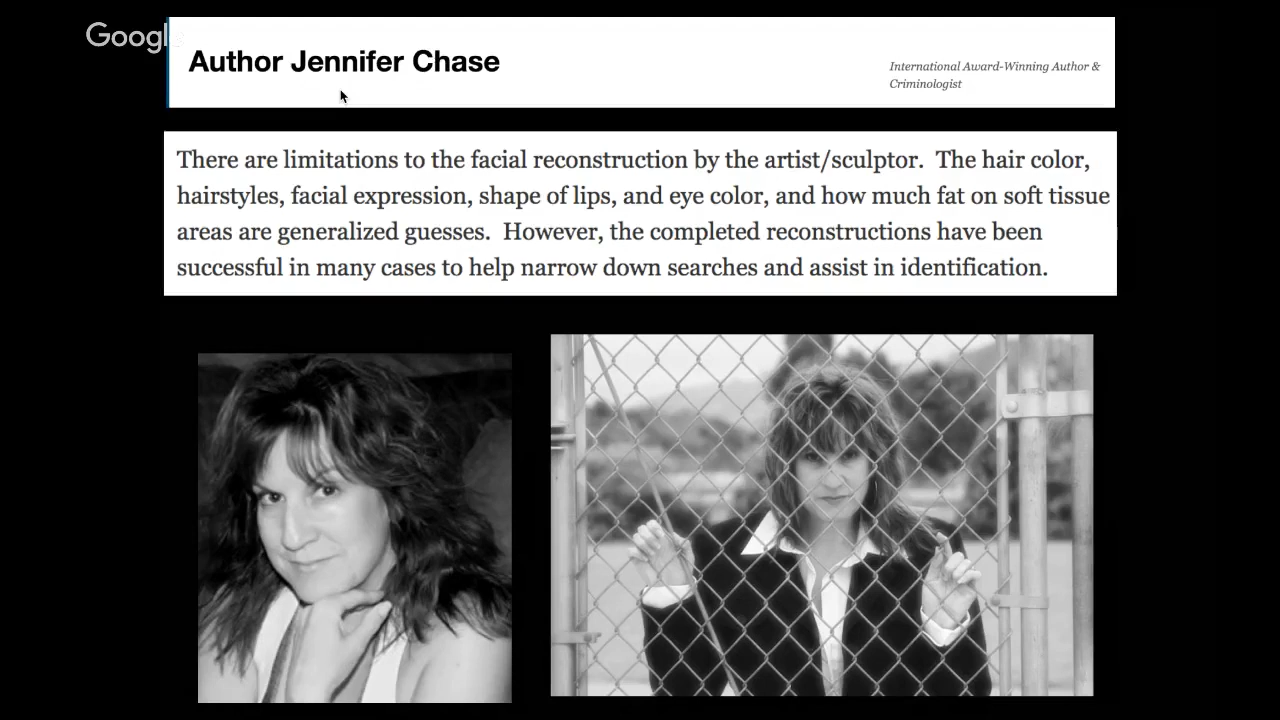 Google
Author Jennifer Chase
International Award-Winning Author &
Criminologist
There are limitations to the facial reconstruction by the artist/sculptor.  The hair color,
hairstyles, facial expression, shape of lips, and eye color, and how much fat on soft tissue
areas are generalized guesses.  However, the completed reconstructions have been
successful in many cases to help narrow down searches and assist in identification.